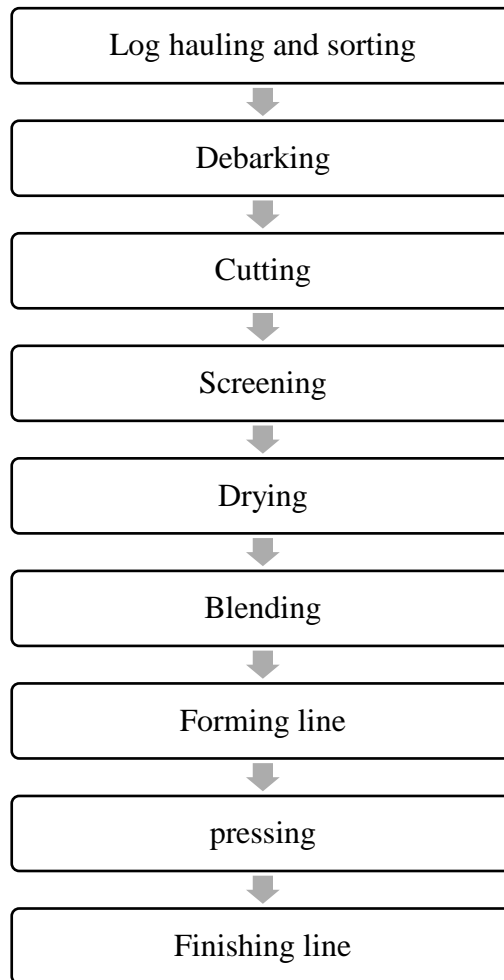 Log hauling and sorting
Debarking
Cutting
Screening
Drying
Blending
Forming line
pressing
Finishing line